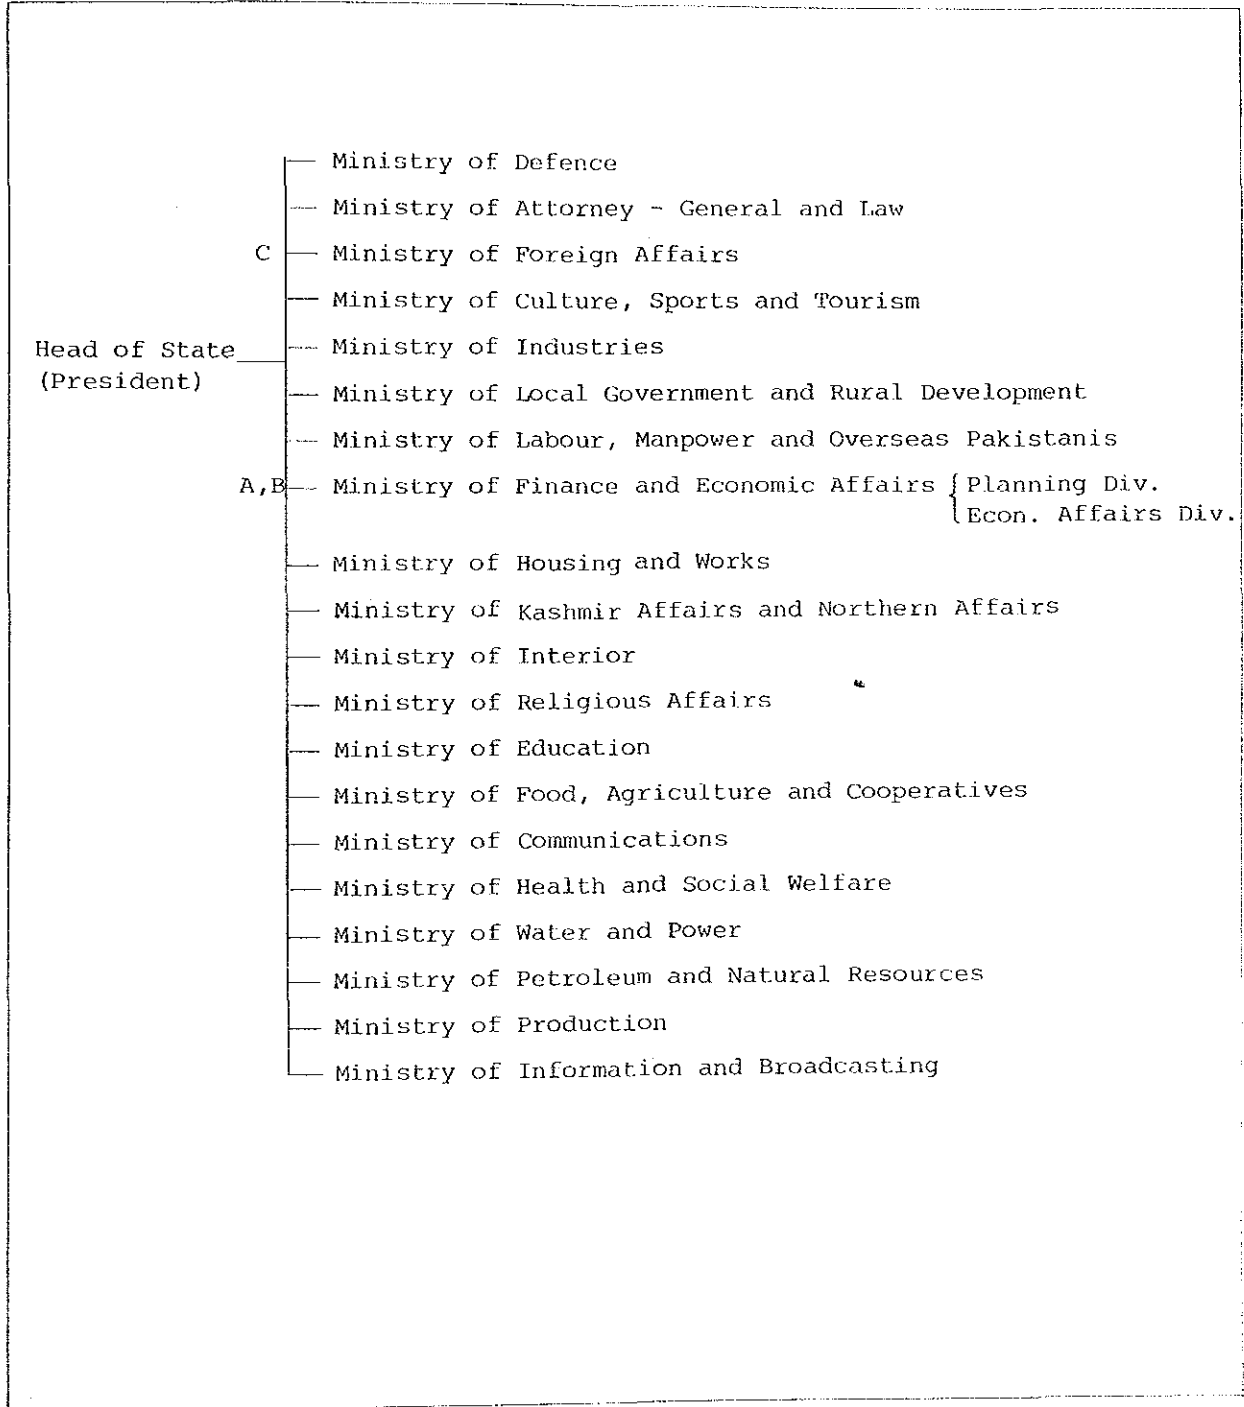 Ministry of Defence
Ministry of Attorney - General and Law
C Ministry of Foreign Affairs
Ministry of Culture, Sports and Tourism
Head of State
(President)
Ministry of Industries
Ministry of Local Government and Rural Development
Ministry of Labour, Manpower and Overseas Pakistanis
A,B Ministry of Finance and Economic Affairs { Planning Div.
Econ. Affairs Div.
Ministry of Housing and Works
Ministry of Kashmir Affairs and Northern Affairs
Ministry of Interior
Ministry of Religious Affairs
Ministry of Education
Ministry of Food, Agriculture and Cooperatives
Ministry of Communications
Ministry of Health and Social Welfare
Ministry of Water and Power
Ministry of Petroleum and Natural Resources
Ministry of Production
Ministry of Information and Broadcasting